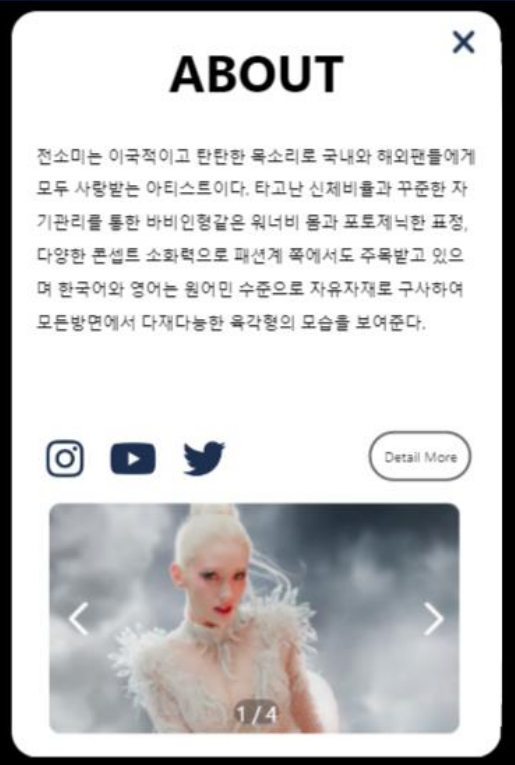 ABOUT
전소미는 이국적이고 탄탄한 목소리로 국내와 해외팬들에게
모두 사랑받는 아티스트이다. 타고난 신체비율과 꾸준한 자
기관리를 통한 바비인형같은 워너비 몸과 포토제닉한 표정,
다양한 콘셉트 소화력으로 패션계 쪽에서도 주목받고 있으
며 한국어와 영어는 원어민 수준으로 자유자재로 구사하여
모든방면에서 다재다능한 육각형의 모습을 보여준다.
Detail More
1 / 4